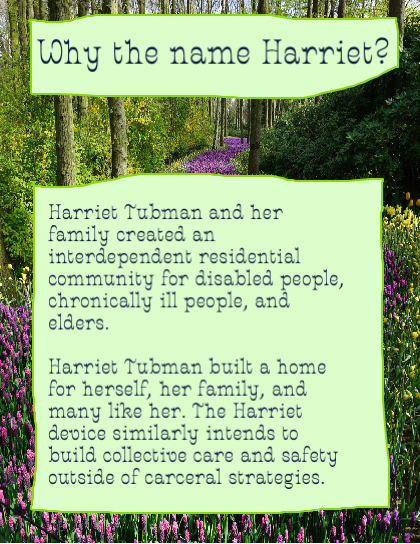 Why the name Harriet?
Harriet Tubman and her
family created an
interdependent residential
community for disabled people,
chronically ill people, and
elders.
Harriet Tubman built a home
for herself, her family, and
many like her. The Harriet
device similarly intends to
build collective care and safety
outside of carceral strategies.